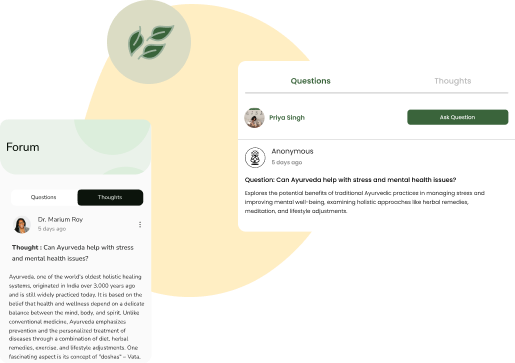 Forum
Questions
Thoughts
Dr. Marium Roy
5 days ago
Thought : Can Ayurveda help with stress
and mental health issues?
Ayurveda, one of the world's oldest holistic healing
systems, originated in India over 3,000 years ago
and is still widely practiced today. It is based on the
belief that health and wellness depend on a delicate
balance between the mind, body, and spirit. Unlike
conventional medicine, Ayurveda emphasizes
prevention and the personalized treatment of
diseases through a combination of diet, herbal
remedies, exercise, and lifestyle adjustments. One
fascinating aspect is its concept of "doshas" – Vata,
Questions
Thoughts
Priya Singh
Ask Question
Anonymous
5 days ago
Question: Can Ayurveda help with stress and mental health issues?
Explores the potential benefits of traditional Ayurvedic practices in managing stress and
improving mental well-being, examining holistic approaches like herbal remedies,
meditation, and lifestyle adjustments.